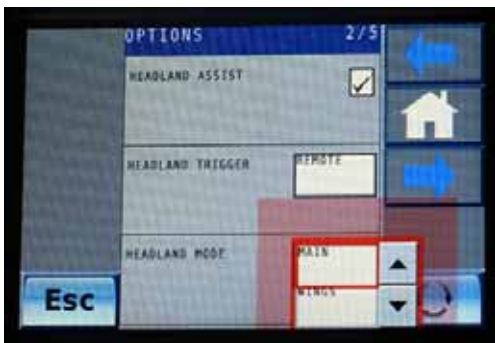 OPTIONS 2/5
HEADLAND ASSIST
HEADLAND TRIGGER
REMOTE
HEADLAND MODE
MAIN
WINGS
Esc